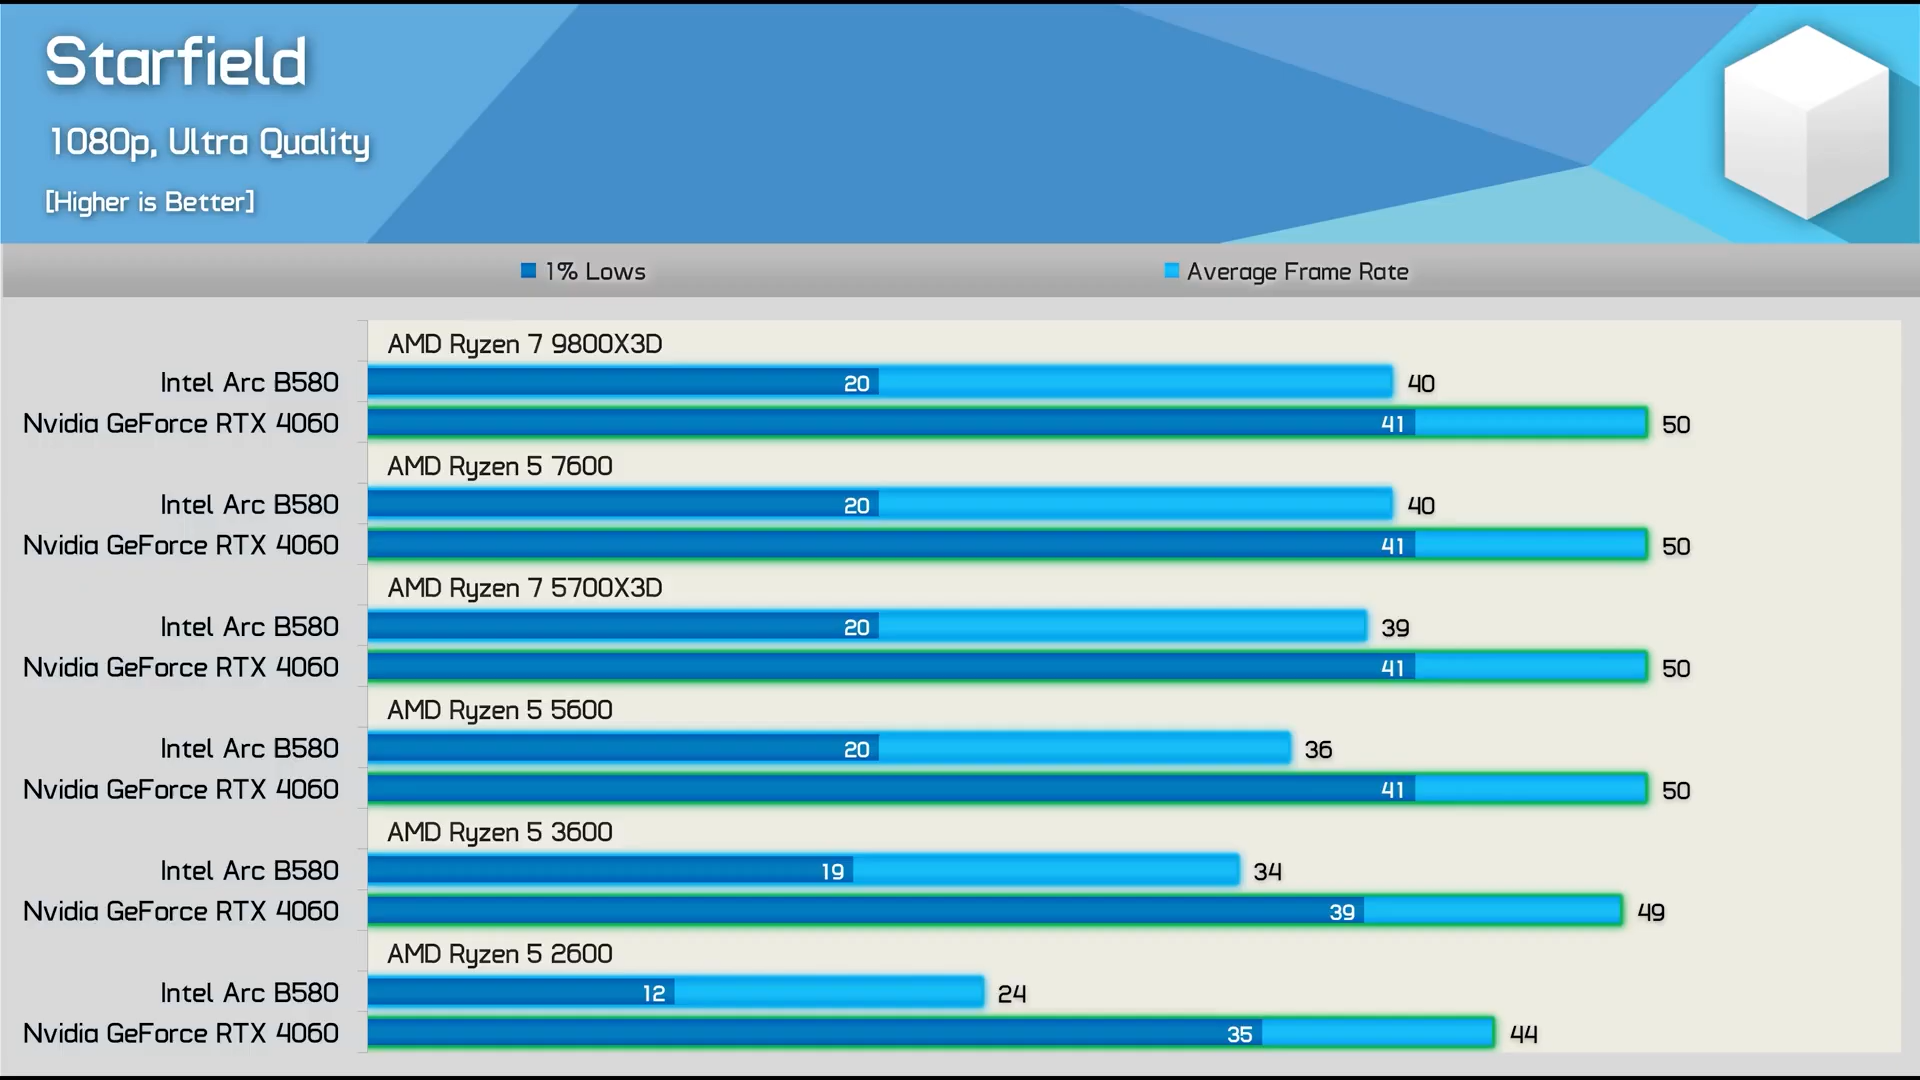 Starfield
1080p, Ultra Quality
[Higher is Better]
1% Lows
Average Frame Rate
AMD Ryzen 7 9800X3D
Intel Arc B580 20 40
Nvidia GeForce RTX 4060 41 50
AMD Ryzen 5 7600
Intel Arc B580 20 40
Nvidia GeForce RTX 4060 41 50
AMD Ryzen 7 5700X3D
Intel Arc B580 20 39
Nvidia GeForce RTX 4060 41 50
AMD Ryzen 5 5600
Intel Arc B580 20 36
Nvidia GeForce RTX 4060 41 50
AMD Ryzen 5 3600
Intel Arc B580 19 34
Nvidia GeForce RTX 4060 39 49
AMD Ryzen 5 2600
Intel Arc B580 12 24
Nvidia GeForce RTX 4060 35 44